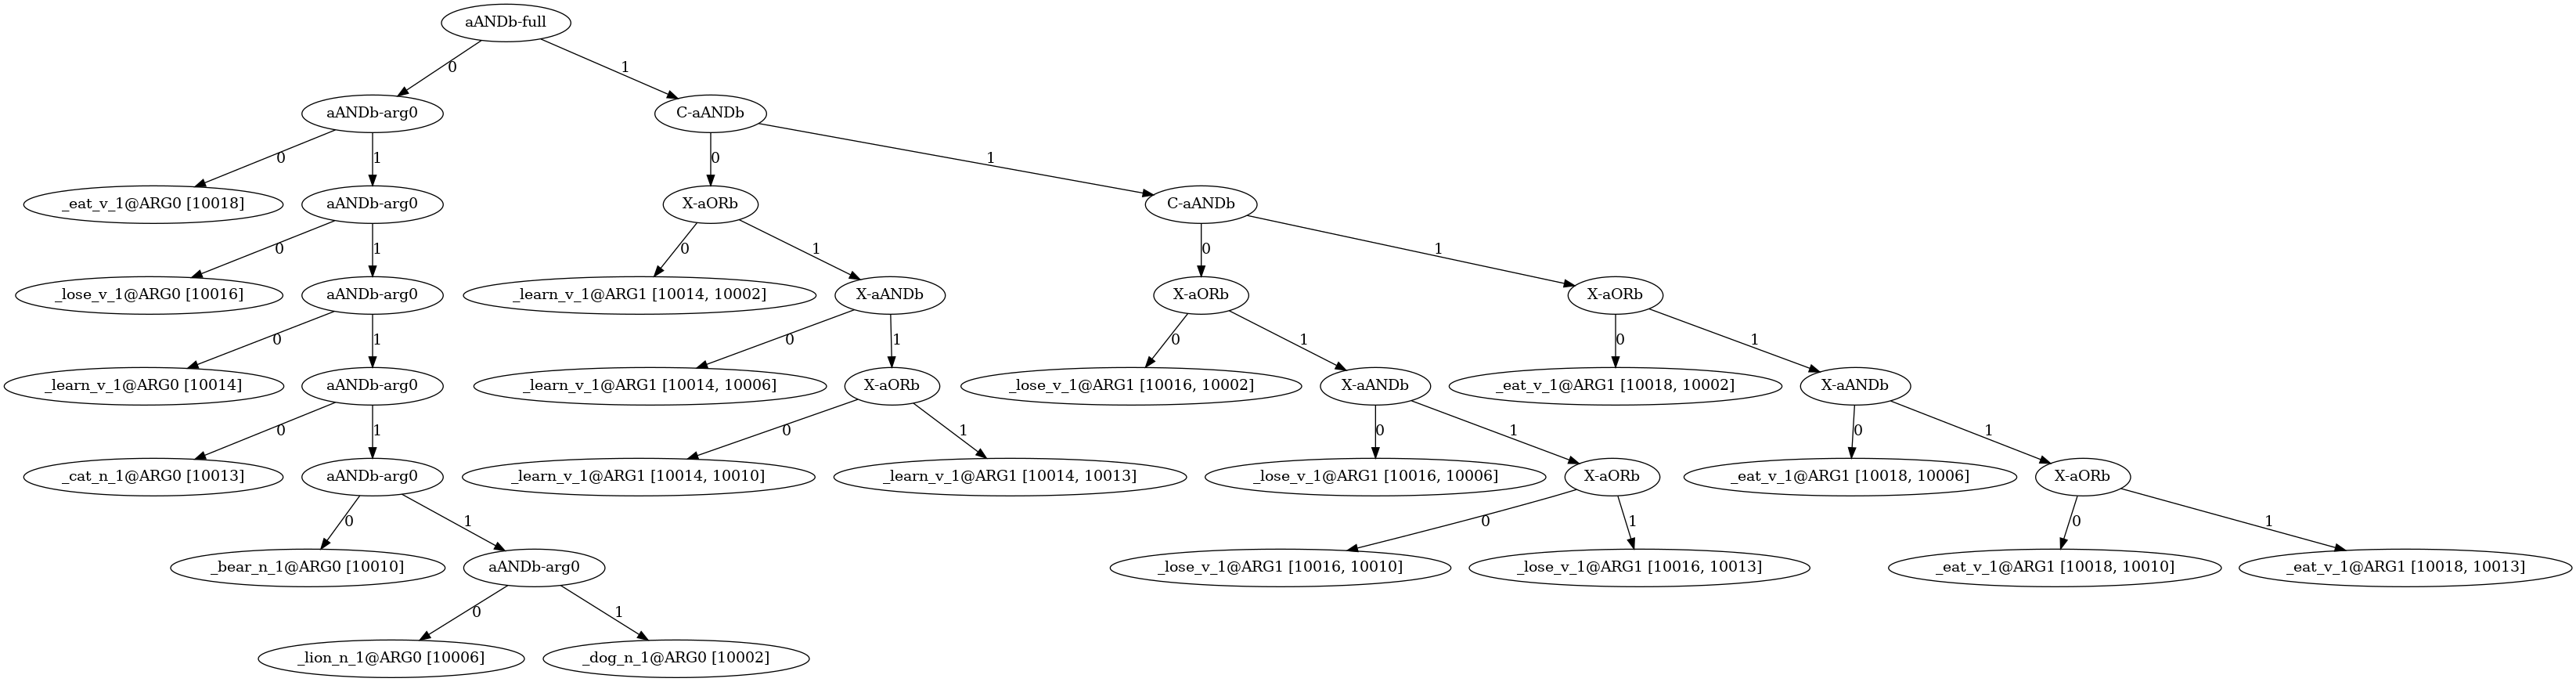 aANDb-full
0
1
aANDb-arg0
C-aANDb
0
1
0
1
_eat_v_1@ARG0 [10018]
aANDb-arg0
X-aORb
C-aANDb
0
1
0
1
0
1
_lose_v_1@ARG0 [10016]
aANDb-arg0
_learn_v_1@ARG1 [10014, 10002]
X-aANDb
X-aORb
X-aORb
0
1
0
1
0
1
0
1
_learn_v_1@ARG0 [10014]
aANDb-arg0
_learn_v_1@ARG1 [10014, 10006]
X-aORb
_lose_v_1@ARG1 [10016, 10002]
X-aANDb
_eat_v_1@ARG1 [10018, 10002]
X-aANDb
0
1
0
1
0
1
0
1
_cat_n_1@ARG0 [10013]
aANDb-arg0
_learn_v_1@ARG1 [10014, 10010]
_learn_v_1@ARG1 [10014, 10013]
_lose_v_1@ARG1 [10016, 10006]
X-aORb
_eat_v_1@ARG1 [10018, 10006]
X-aORb
0
1
0
1
0
1
_bear_n_1@ARG0 [10010]
aANDb-arg0
_lose_v_1@ARG1 [10016, 10010]
_lose_v_1@ARG1 [10016, 10013]
_eat_v_1@ARG1 [10018, 10010]
_eat_v_1@ARG1 [10018, 10013]
0
1
_lion_n_1@ARG0 [10006]
_dog_n_1@ARG0 [10002]